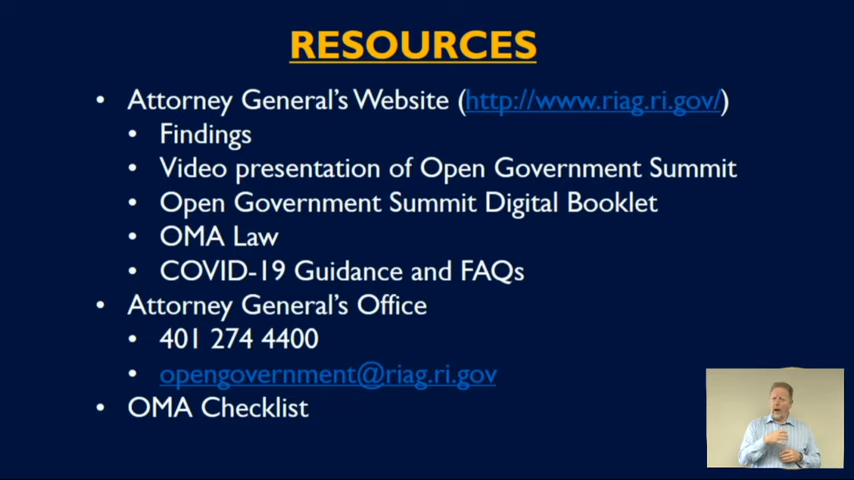 RESOURCES
• Attorney General's Website (http://www.riag.ri.gov/)
• Findings
• Video presentation of Open Government Summit
• Open Government Summit Digital Booklet
• OMA Law
• COVID-19 Guidance and FAQs
• Attorney General's Office
• 401 274 4400
• opengovernment@riag.ri.gov
• OMA Checklist